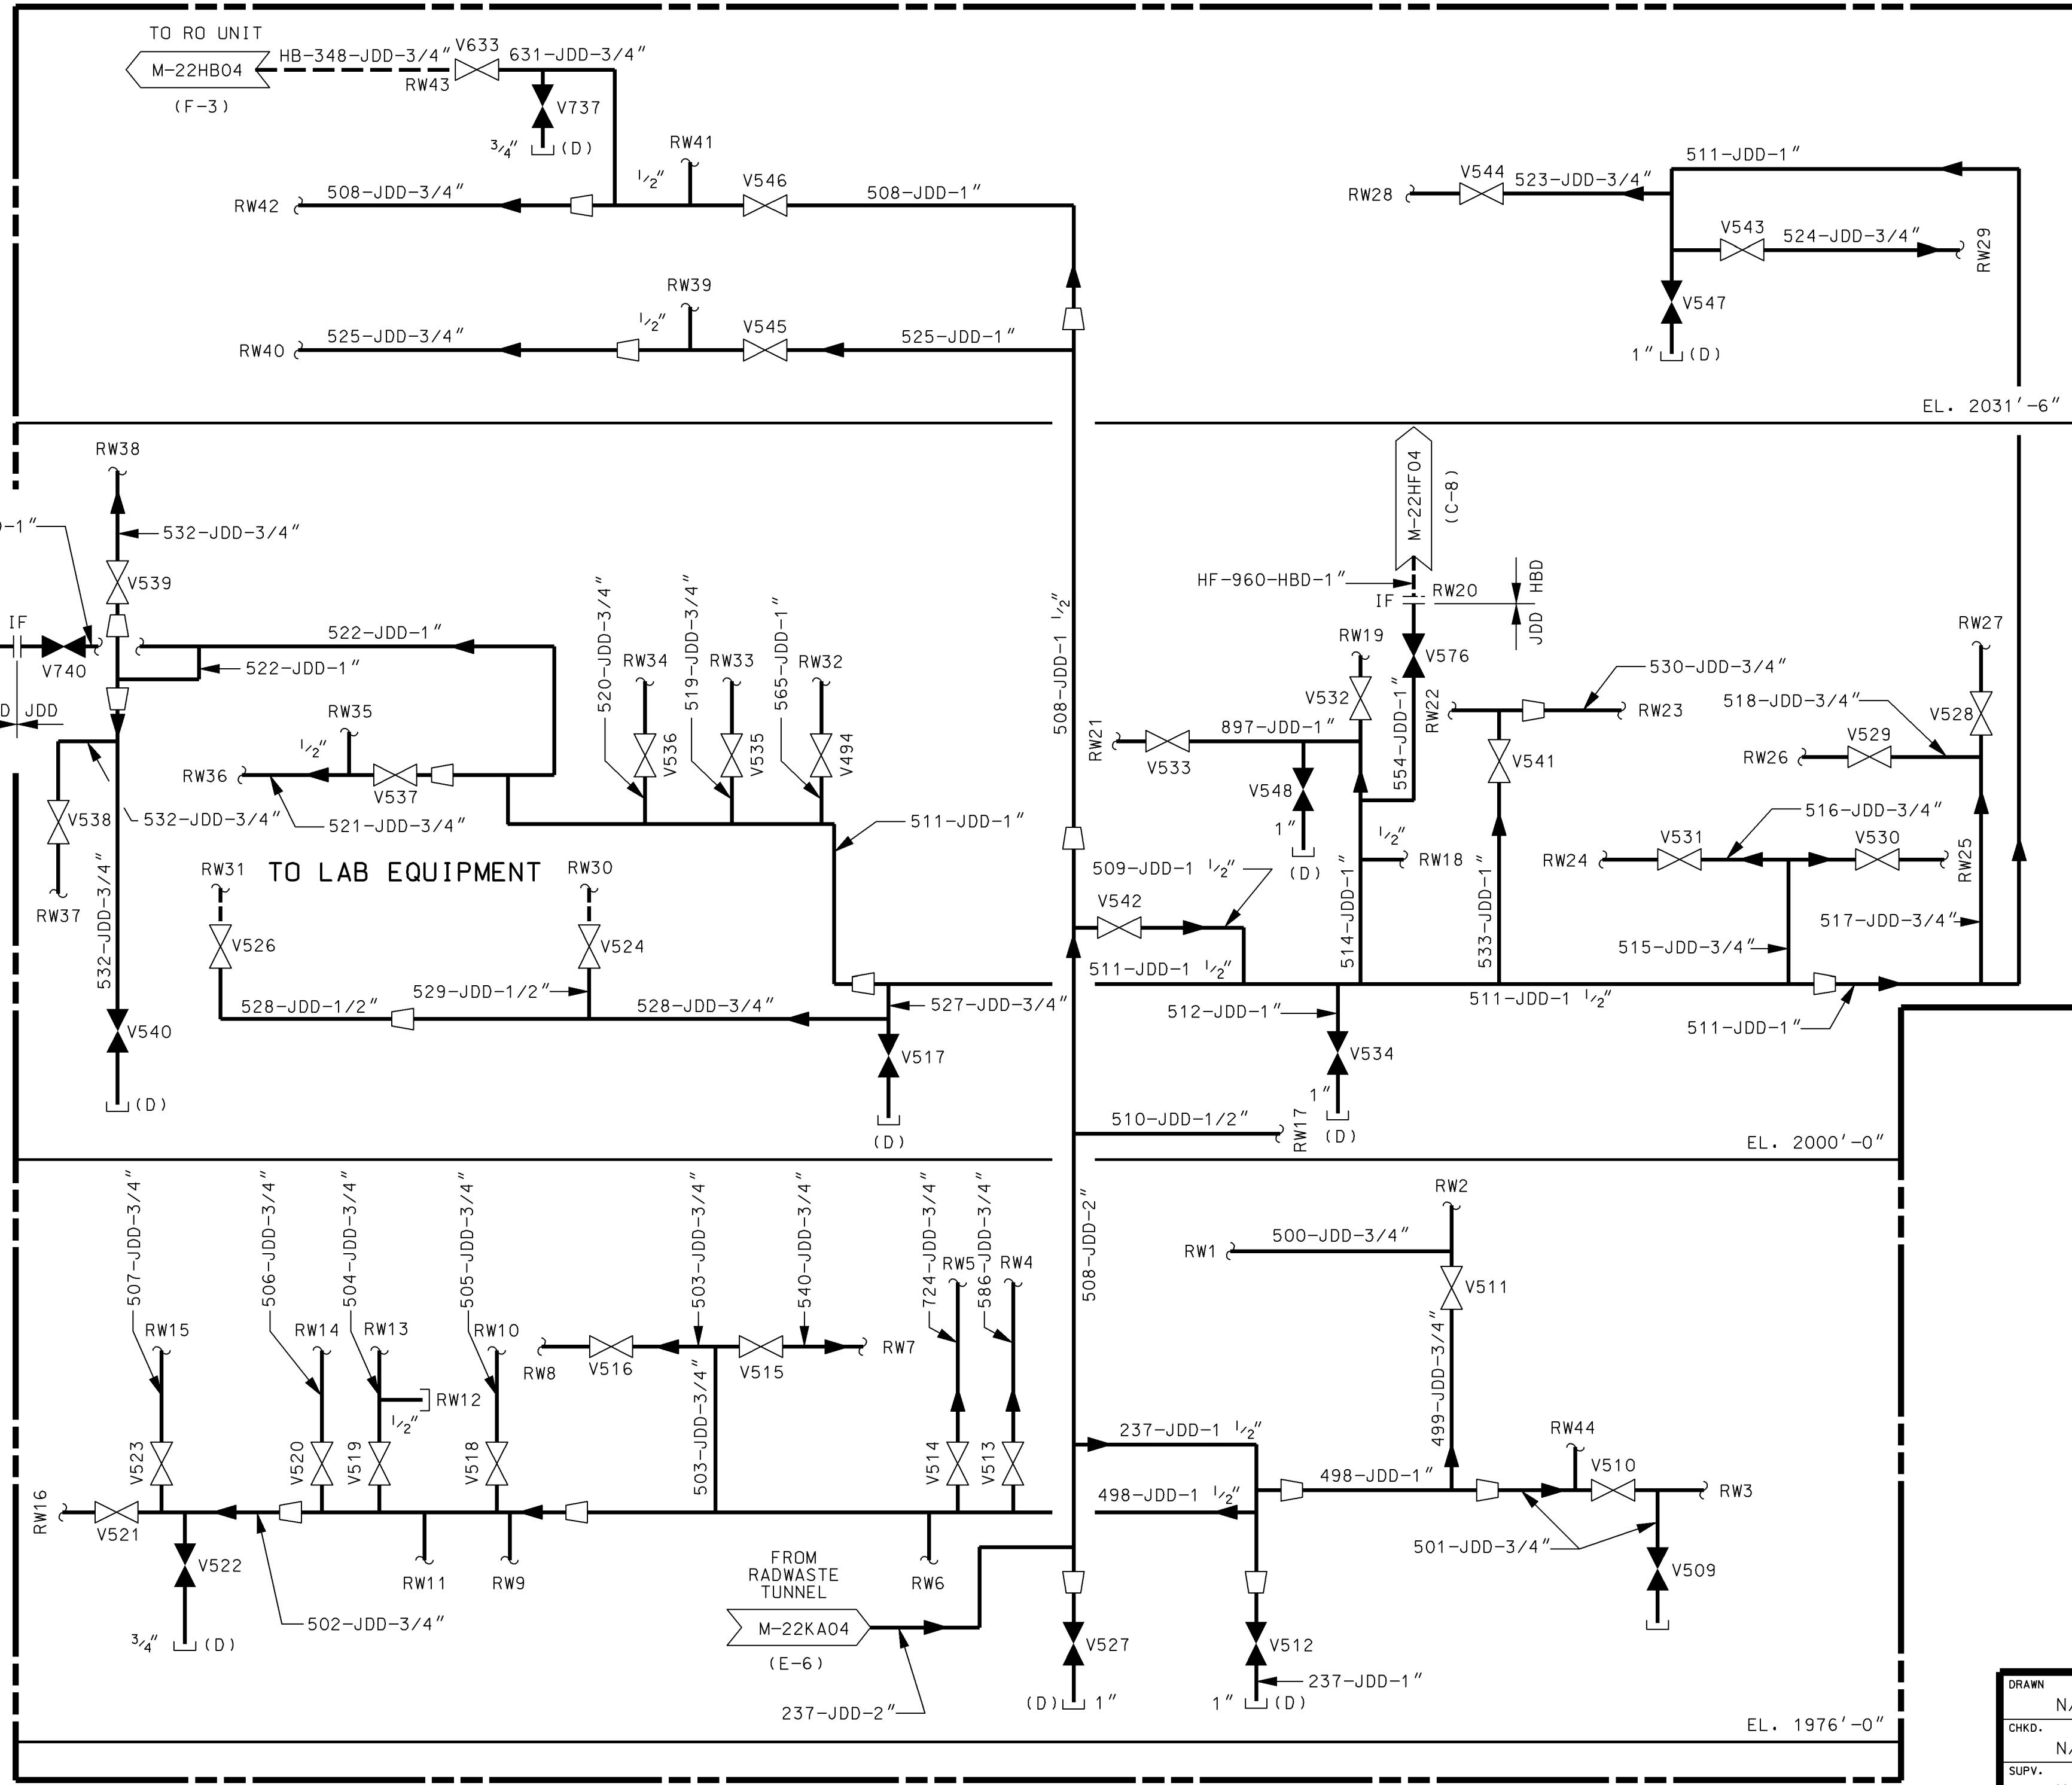 TO RO UNIT
M-22HB04
(F-3)
HB-348-JDD-3/4"
V633
RW43
631-JDD-3/4"
V737
3/4"
(D)
RW41
1/2"
V546
RW42
508-JDD-3/4"
508-JDD-1"
RW39
1/2"
V545
RW40
525-JDD-3/4"
525-JDD-1"
511-JDD-1"
V544
RW28
523-JDD-3/4"
V543
524-JDD-3/4"
RW29
V547
1"
(D)
EL. 2031'-6"
RW38
-1"
532-JDD-3/4"
V539
IF
V740
522-JDD-1"
522-JDD-1"
D
JDD
RW35
1/2"
RW36
V537
V538
532-JDD-3/4"
521-JDD-3/4"
520-JDD-3/4"
519-JDD-3/4"
565-JDD-1"
RW34
RW33
RW32
V536
V535
V494
511-JDD-1"
TO LAB EQUIPMENT
RW31
RW30
RW37
532-JDD-3/4"
V526
V524
529-JDD-1/2"
528-JDD-1/2"
528-JDD-3/4"
527-JDD-3/4"
V540
V517
(D)
(D)
508-JDD-1 1/2"
M-22HF04
(C-8)
HF-960-HBD-1"
RW20
IF
HBD
JDD
RW19
V576
V532
RW21
897-JDD-1"
V533
554-JDD-1"
RW22
RW23
530-JDD-3/4"
V541
V548
1"
(D)
1/2"
RW18
RW27
518-JDD-3/4"
V528
V529
RW26
516-JDD-3/4"
V531
V530
RW24
RW25
509-JDD-1 1/2"
V542
514-JDD-1"
533-JDD-1"
517-JDD-3/4"
515-JDD-3/4"
511-JDD-1 1/2"
511-JDD-1 1/2"
512-JDD-1"
511-JDD-1"
V534
1"
(D)
510-JDD-1/2"
RW17
EL. 2000'-0"
507-JDD-3/4"
506-JDD-3/4"
504-JDD-3/4"
505-JDD-3/4"
503-JDD-3/4"
540-JDD-3/4"
724-JDD-3/4"
586-JDD-3/4"
508-JDD-2"
RW15
RW14
RW13
RW10
RW8
V516
V515
RW7
RW5
RW4
RW12
1/2"
503-JDD-3/4"
V523
V520
V519
V518
V514
V513
RW16
V521
V522
3/4"
(D)
502-JDD-3/4"
RW11
RW9
RW6
FROM
RADWASTE
TUNNEL
M-22KA04
(E-6)
237-JDD-2"
V527
(D)
1"
RW2
RW1
500-JDD-3/4"
V511
499-JDD-3/4"
237-JDD-1 1/2"
498-JDD-1 1/2"
498-JDD-1"
RW44
V510
RW3
501-JDD-3/4"
V509
V512
237-JDD-1"
1"
(D)
EL. 1976'-0"
DRAWN
N/
CHKD.
N/
SUPV.